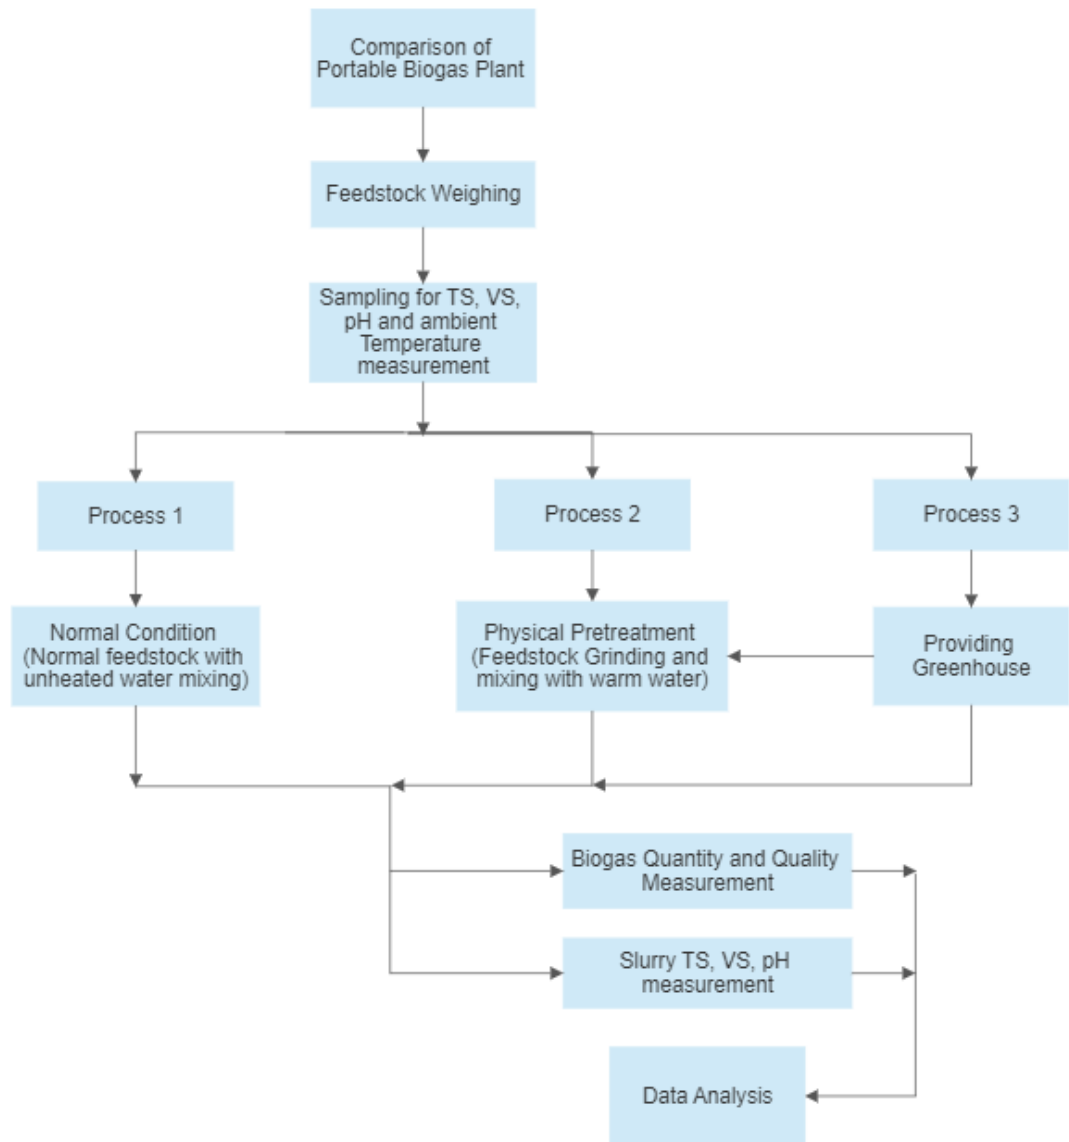 Comparison of
Portable Biogas Plant
Feedstock Weighing
Sampling for TS, VS,
pH and ambient
Temperature
measurement
Process 1
Process 2
Process 3
Normal Condition
(Normal feedstock with
unheated water mixing)
Physical Pretreatment
(Feedstock Grinding and
mixing with warm water)
Providing
Greenhouse
Biogas Quantity and Quality
Measurement
Slurry TS, VS, pH
measurement
Data Analysis